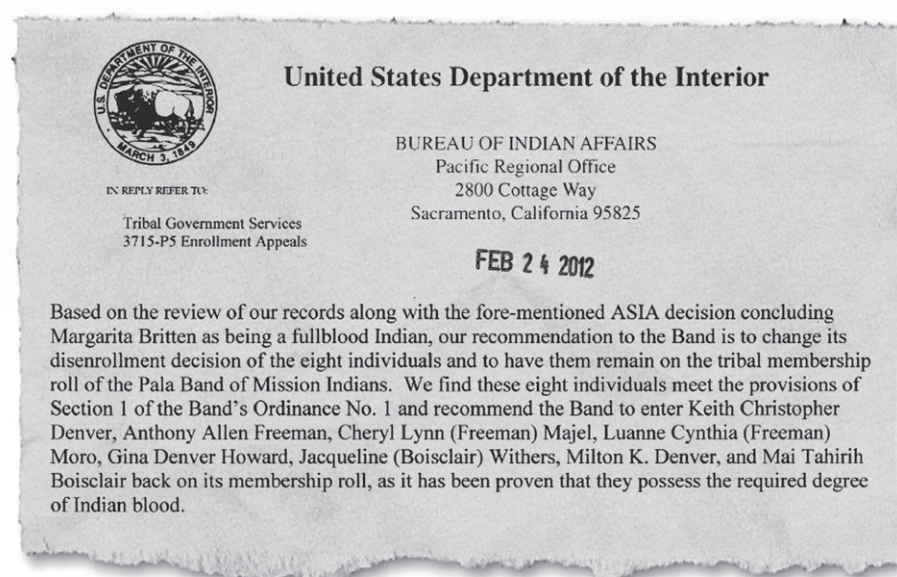 U.S. DEPARTMENT OF THE INTERIOR
MARCH 3, 1849
United States Department of the Interior
BUREAU OF INDIAN AFFAIRS
Pacific Regional Office
2800 Cottage Way
Sacramento, California 95825
IN REPLY REFER TO:
Tribal Government Services
3715-P5 Enrollment Appeals
FEB 24 2012
Based on the review of our records along with the fore-mentioned ASIA decision concluding
Margarita Britten as being a fullblood Indian, our recommendation to the Band is to change its
disenrollment decision of the eight individuals and to have them remain on the tribal membership
roll of the Pala Band of Mission Indians. We find these eight individuals meet the provisions of
Section 1 of the Band's Ordinance No. 1 and recommend the Band to enter Keith Christopher
Denver, Anthony Allen Freeman, Cheryl Lynn (Freeman) Majel, Luanne Cynthia (Freeman)
Moro, Gina Denver Howard, Jacqueline (Boisclair) Withers, Milton K. Denver, and Mai Tahirih
Boisclair back on its membership roll, as it has been proven that they possess the required degree
of Indian blood.